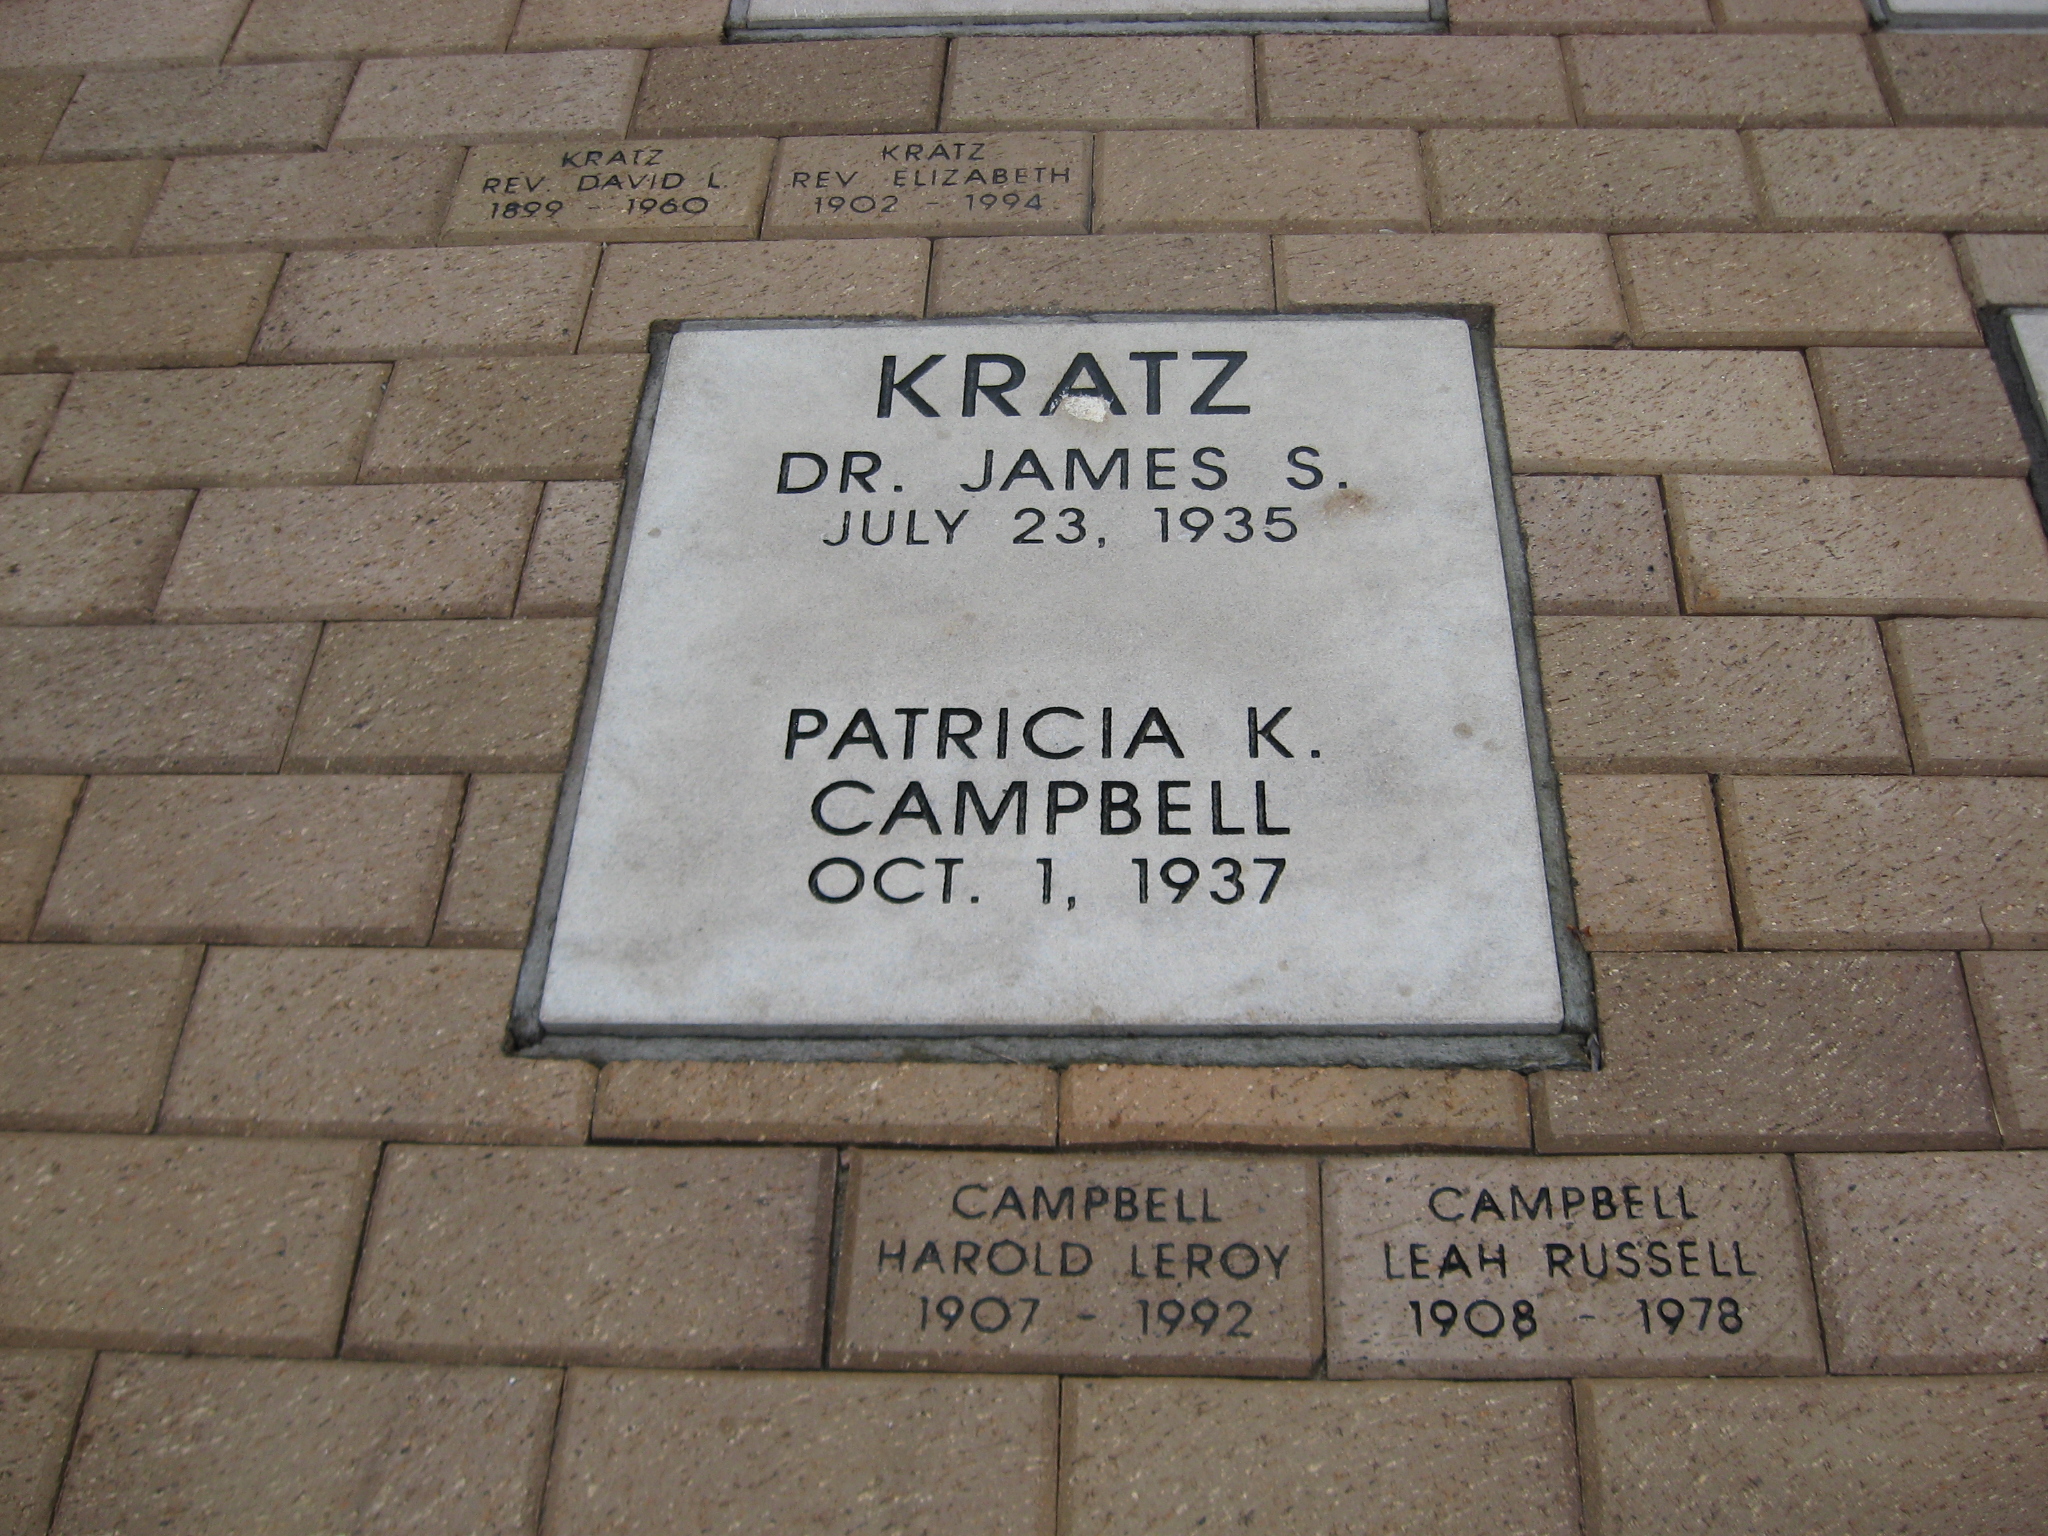 KRATZ
REV. DAVID L.
1899 - 1960
KRATZ
REV ELIZABETH
1902 - 1994
KRATZ
DR. JAMES S.
JULY 23, 1935
PATRICIA K.
CAMPBELL
OCT. 1, 1937
CAMPBELL
HAROLD LEROY
1907 - 1992
CAMPBELL
LEAH RUSSELL
1908 - 1978